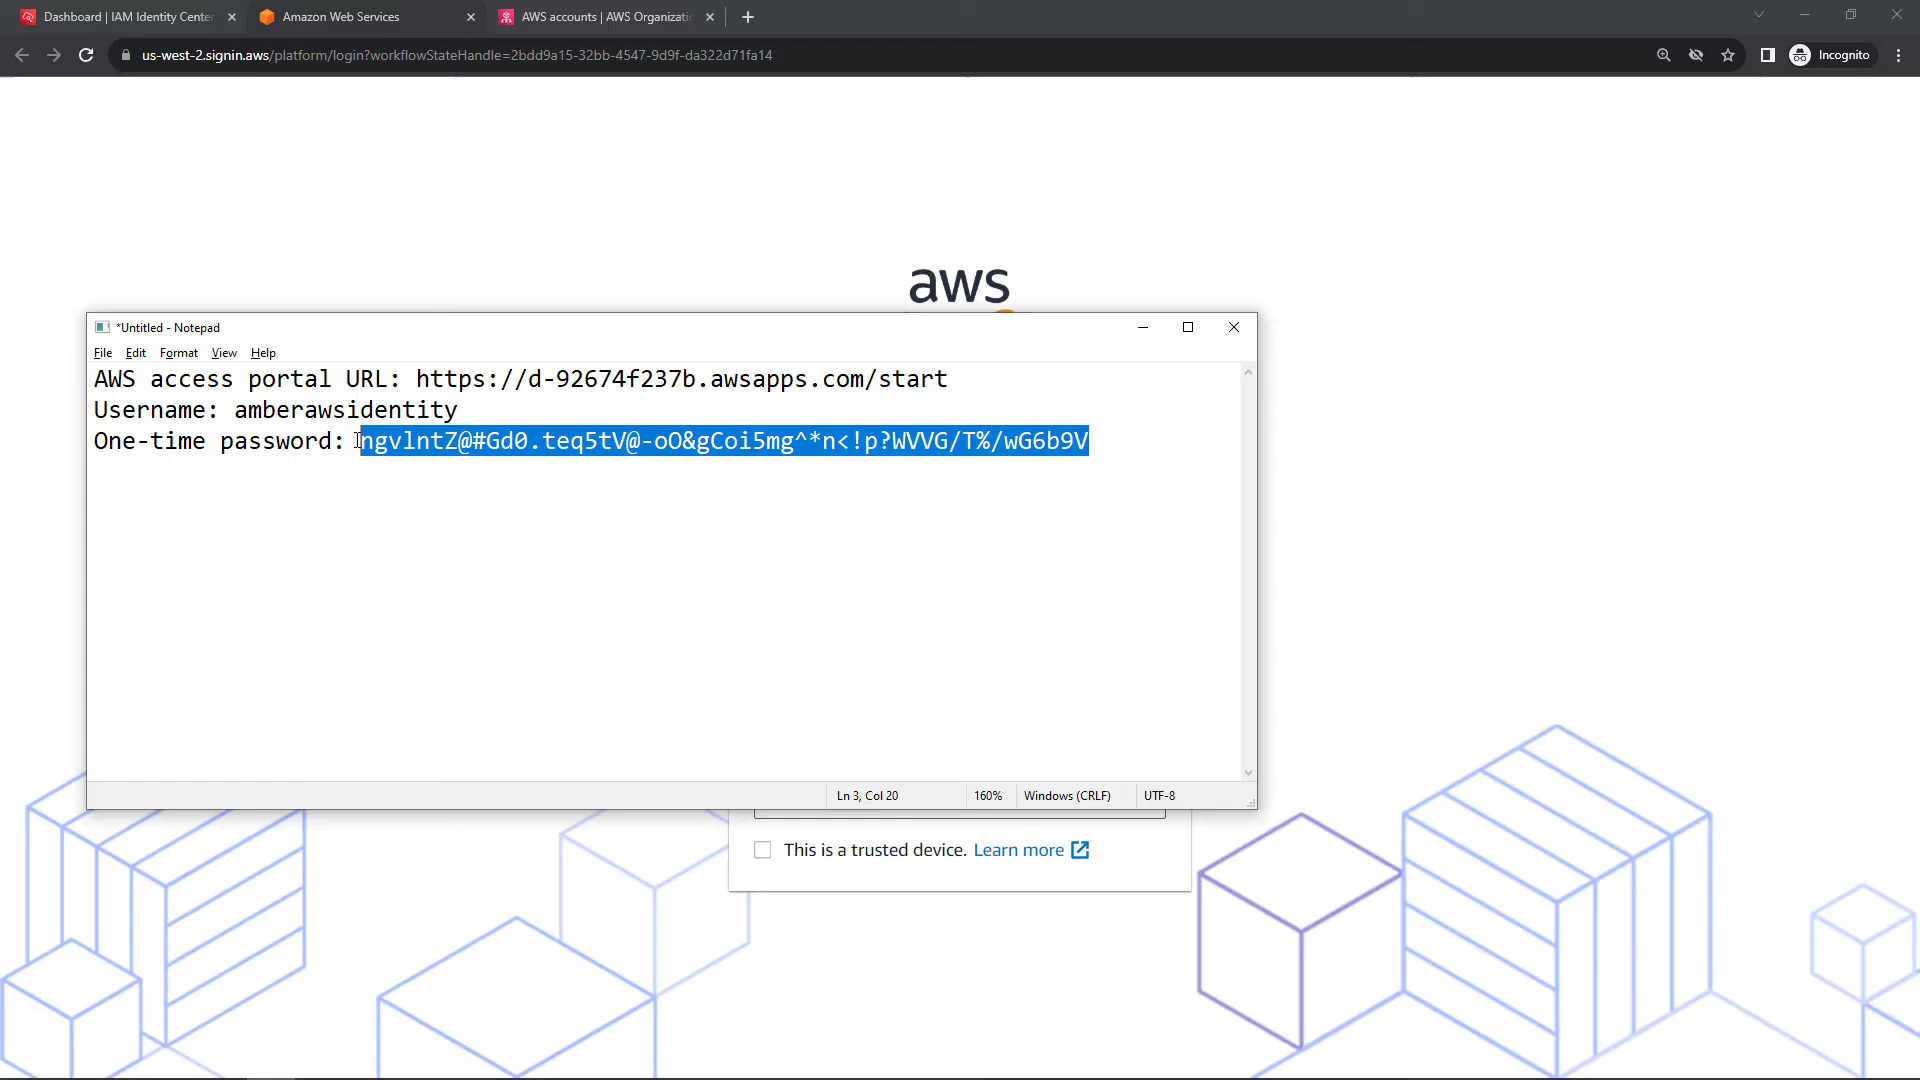 Dashboard | IAM Identity Center
Amazon Web Services
AWS accounts | AWS Organizati
us-west-2.signin.aws/platform/login?workflowStateHandle=2bdd9a15-32bb-4547-9d9f-da322d71fa14
Incognito
aws
*Untitled - Notepad
File Edit Format View Help
AWS access portal URL: https://d-92674f237b.awsapps.com/start
Username: amberawsidentity
One-time password: ngvlntZ@#Gd0.teq5tV@-oO&gCoi5mg^*n<!p?WVVG/T%/wG6b9V
Ln 3, Col 20
160%
Windows (CRLF)
UTF-8
This is a trusted device. Learn more